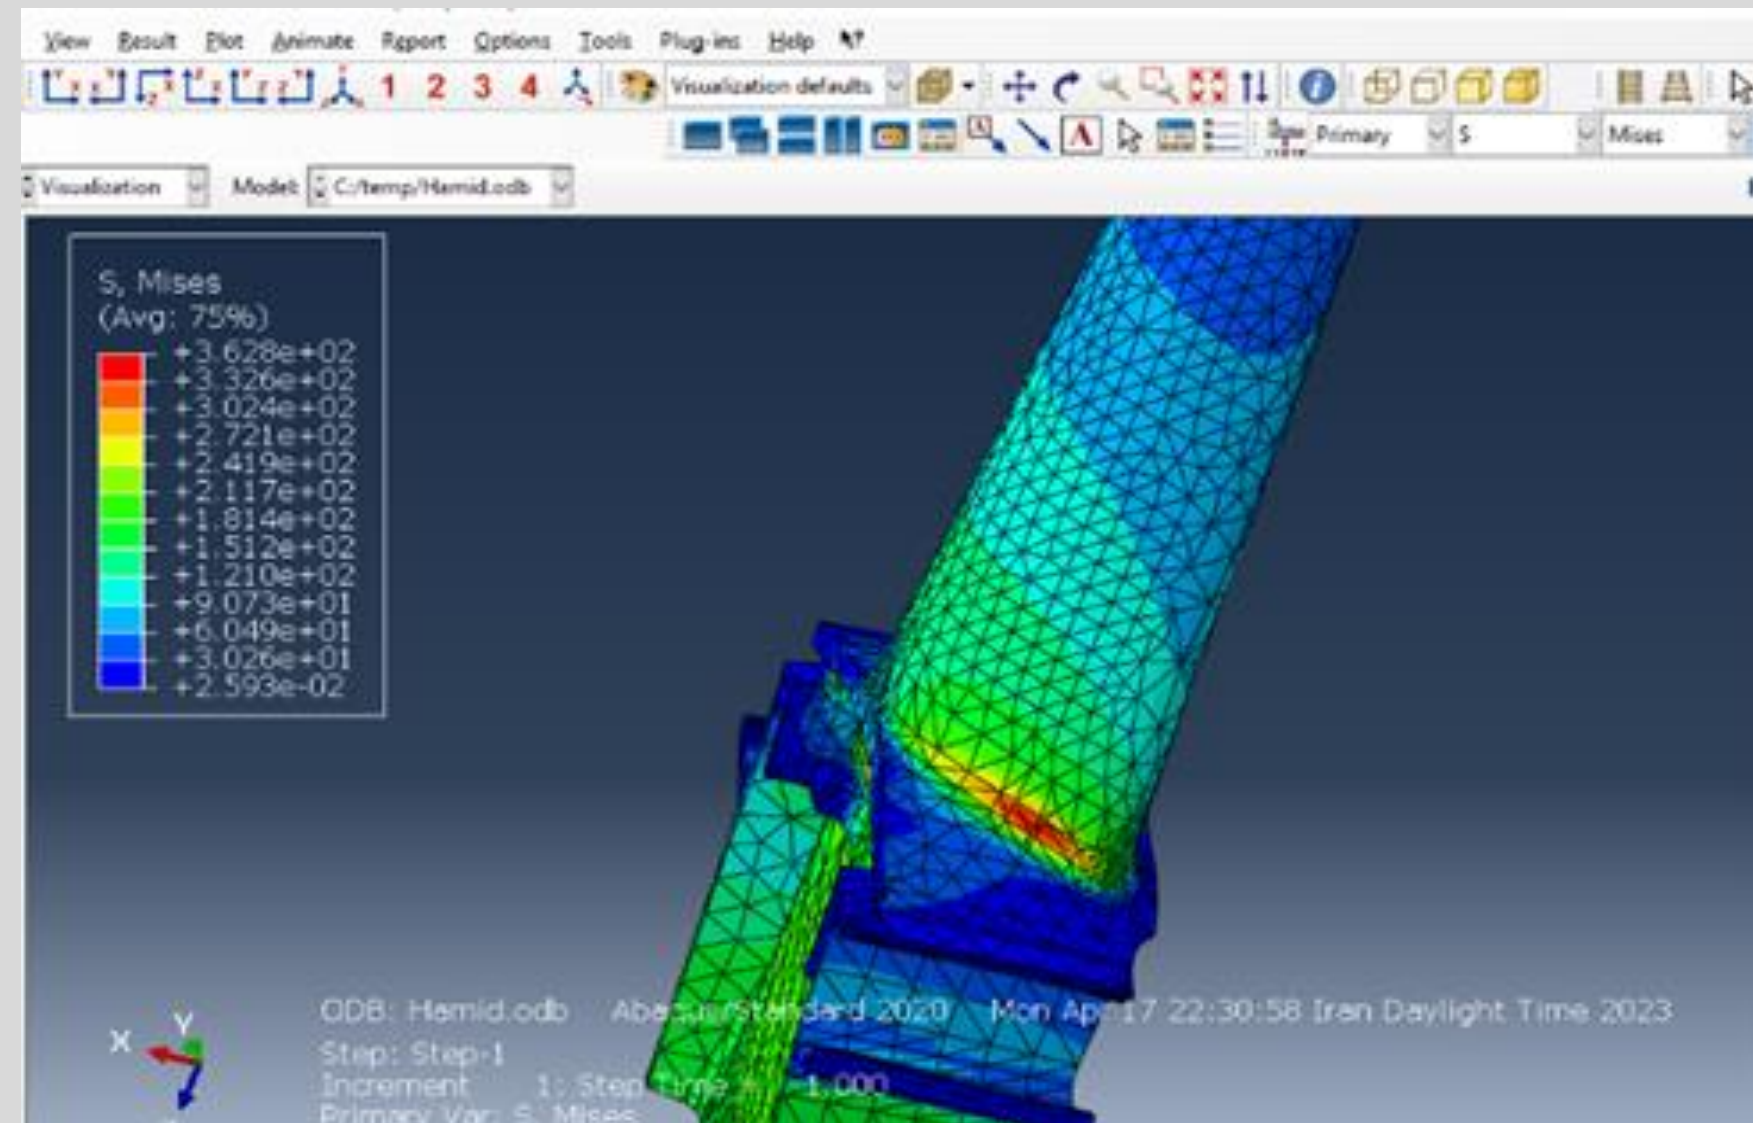 View Result Plot Animate Report Options Tools Plug-ins Help
1 2 3 4 Visualization defaults
A A Primary S Mises
Visualization Model: C:/temp/Hamid.odb
S, Mises
(Avg: 75%)
+3.628e+02
+3.326e+02
+3.024e+02
+2.721e+02
+2.419e+02
+2.117e+02
+1.814e+02
+1.512e+02
+1.210e+02
+9.073e+01
+6.049e+01
+3.026e+01
+2.593e-02
ODB: Hamid.odb Abaqus/Standard 2020 Mon Apr 17 22:30:58 Iran Daylight Time 2023
Y
X
Step: Step-1
Increment 1: Step Time = 1.000
Primary Var: S, Mises